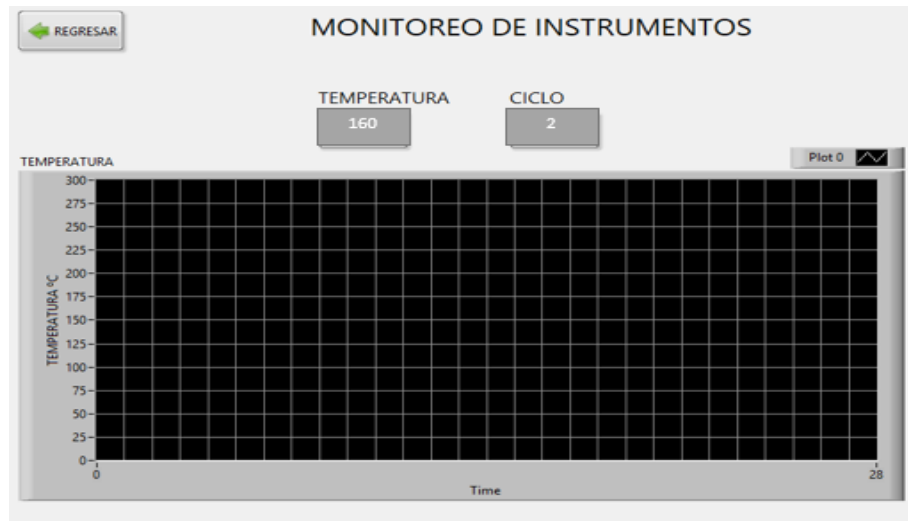 REGRESAR
MONITOREO DE INSTRUMENTOS
TEMPERATURA
CICLO
160
2
TEMPERATURA
Plot 0
300
275
250
225
200
175
150
125
100
75
50
25
0
TEMPERATURA ºC
0
28
Time